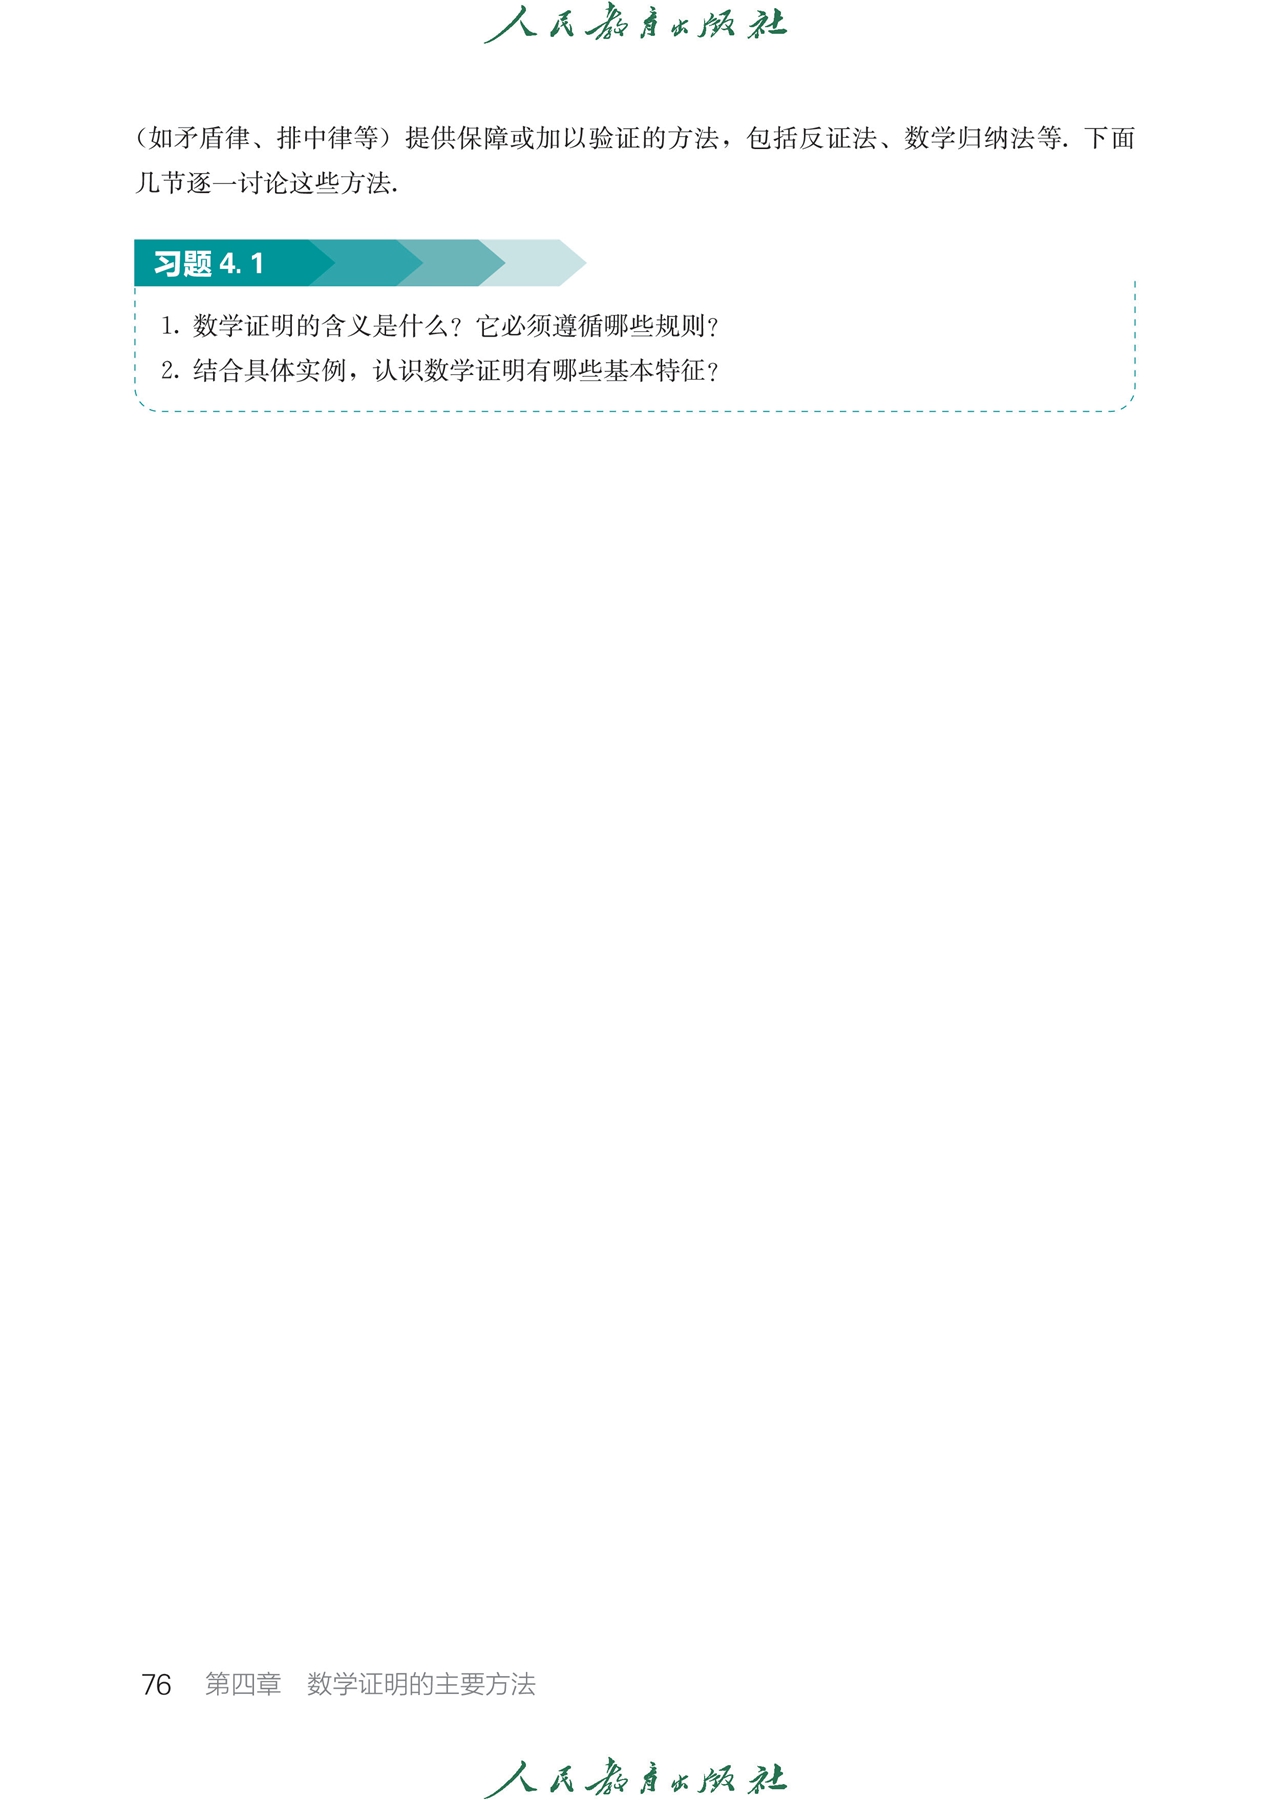 人民教育出版社
（如矛盾律、排中律等）提供保障或加以验证的方法，包括反证法、数学归纳法等. 下面
几节逐一讨论这些方法.
习题 4. 1
1. 数学证明的含义是什么？它必须遵循哪些规则？
2. 结合具体实例，认识数学证明有哪些基本特征？
76 第四章 数学证明的主要方法
人民教育出版社